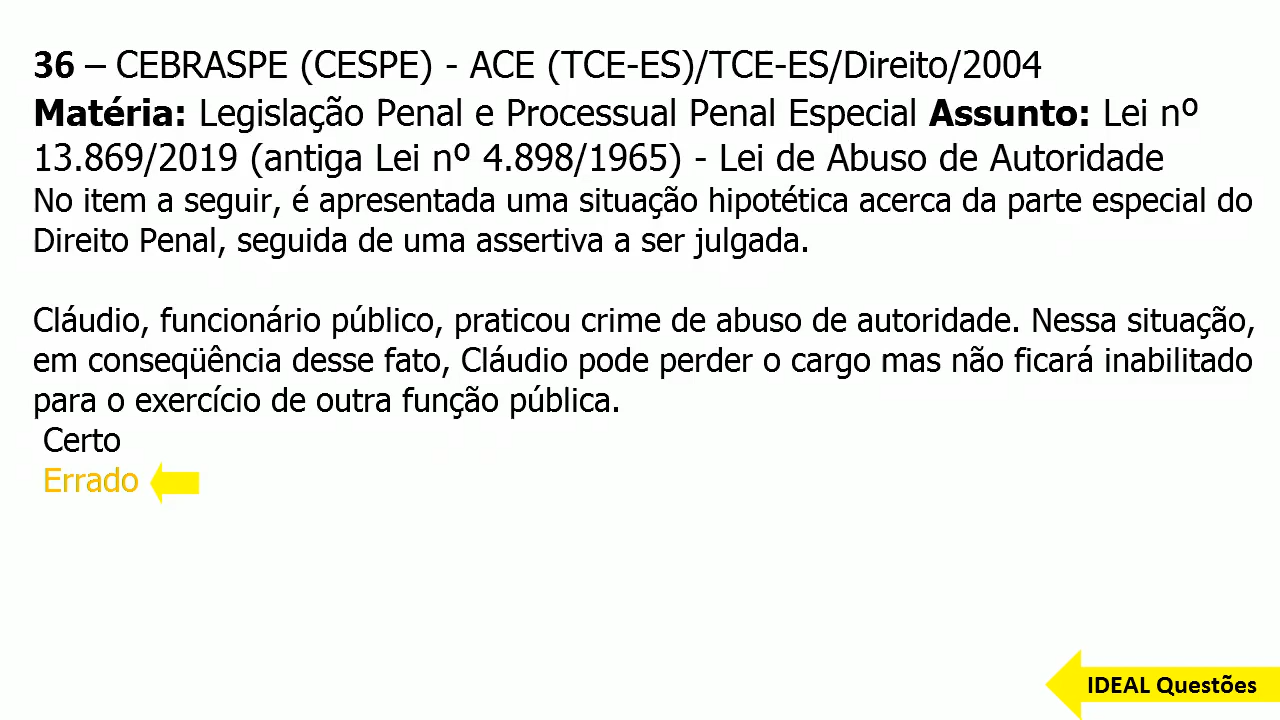 36 – CEBRASPE (CESPE) - ACE (TCE-ES)/TCE-ES/Direito/2004
Matéria: Legislação Penal e Processual Penal Especial Assunto: Lei nº
13.869/2019 (antiga Lei nº 4.898/1965) - Lei de Abuso de Autoridade
No item a seguir, é apresentada uma situação hipotética acerca da parte especial do
Direito Penal, seguida de uma assertiva a ser julgada.
Cláudio, funcionário público, praticou crime de abuso de autoridade. Nessa situação,
em conseqüência desse fato, Cláudio pode perder o cargo mas não ficará inabilitado
para o exercício de outra função pública.
Certo
Errado
IDEAL Questões